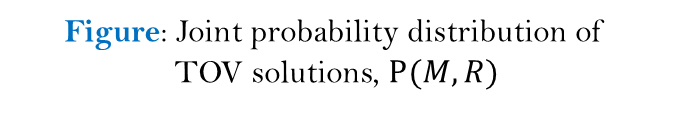 Figure: Joint probability distribution of
TOV solutions, P(M,R)